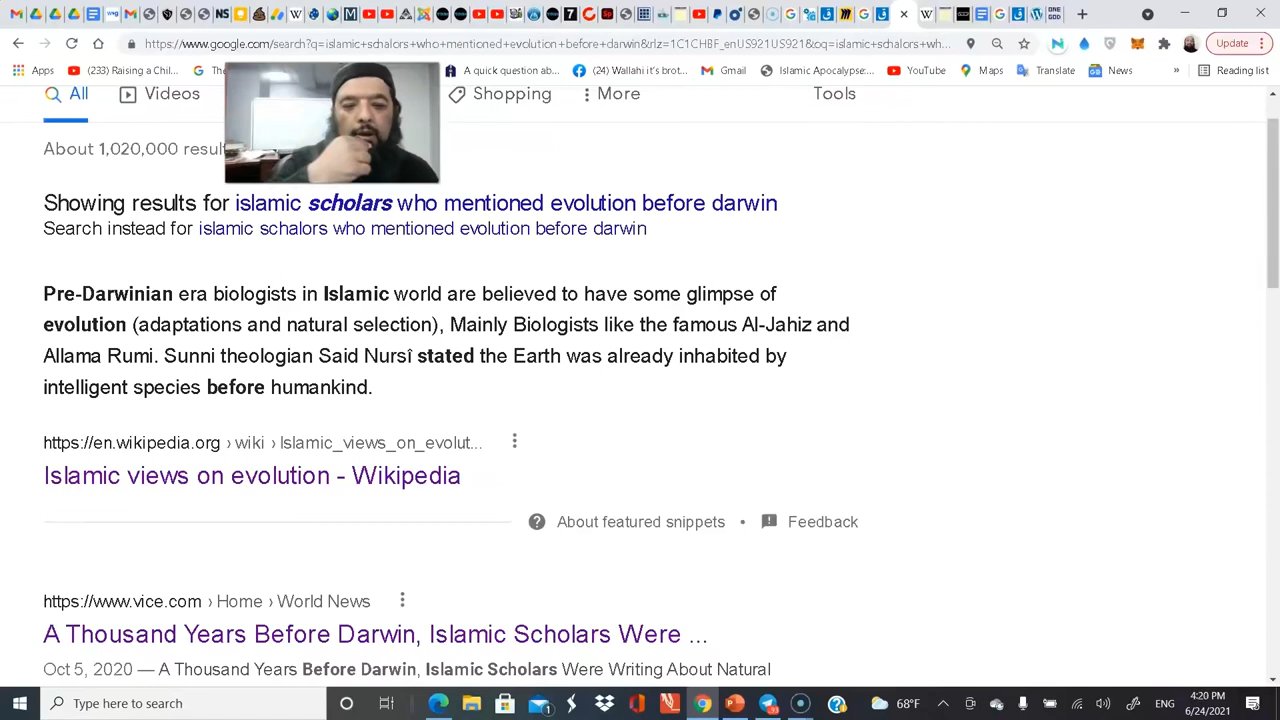 https://www.google.com/search?q=islamic+schalors+who+mentioned+evolution+before+darwin&rlz=1C1CHBF_enUS921US921&oq=islamic+schalors+wh...
Update
Apps
(233) Raising a Chil...
G The
A quick question ab...
(24) Wallahi it's brot...
Gmail
Islamic Apocalypse:...
YouTube
Maps
Translate
News
»
Reading list
All
Videos
Shopping
More
Tools
About 1,020,000 resul
Showing results for islamic scholars who mentioned evolution before darwin
Search instead for islamic schalors who mentioned evolution before darwin
Pre-Darwinian era biologists in Islamic world are believed to have some glimpse of
evolution (adaptations and natural selection), Mainly Biologists like the famous Al-Jahiz and
Allama Rumi. Sunni theologian Said Nursî stated the Earth was already inhabited by
intelligent species before humankind.
https://en.wikipedia.org › wiki › Islamic_views_on_evolut...
Islamic views on evolution - Wikipedia
About featured snippets • Feedback
https://www.vice.com › Home › World News
A Thousand Years Before Darwin, Islamic Scholars Were ...
Oct 5, 2020 — A Thousand Years Before Darwin, Islamic Scholars Were Writing About Natural
Type here to search
68°F
ENG
4:20 PM
6/24/2021